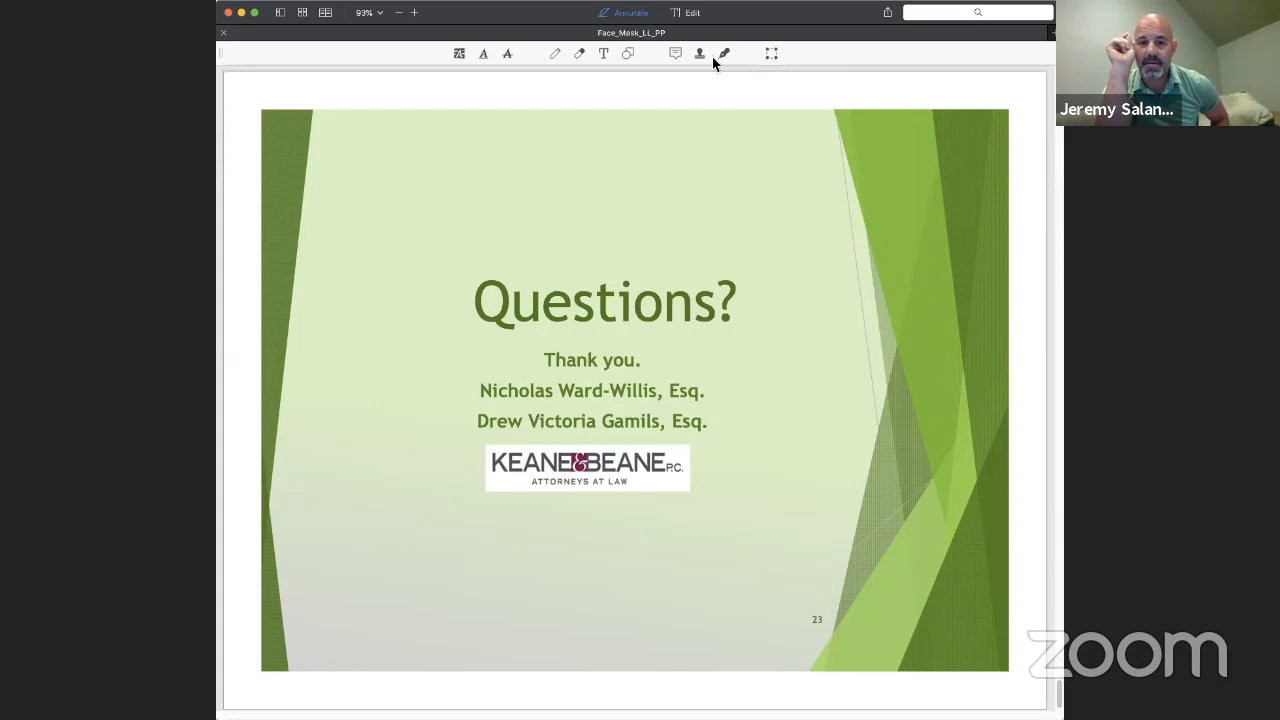 93%
Annotate
Edit
Face_Mask_LL_PP
Jeremy Salan...
Questions?
Thank you.
Nicholas Ward-Willis, Esq.
Drew Victoria Gamils, Esq.
KEANE&BEANE P.C.
ATTORNEYS AT LAW
23
zoom